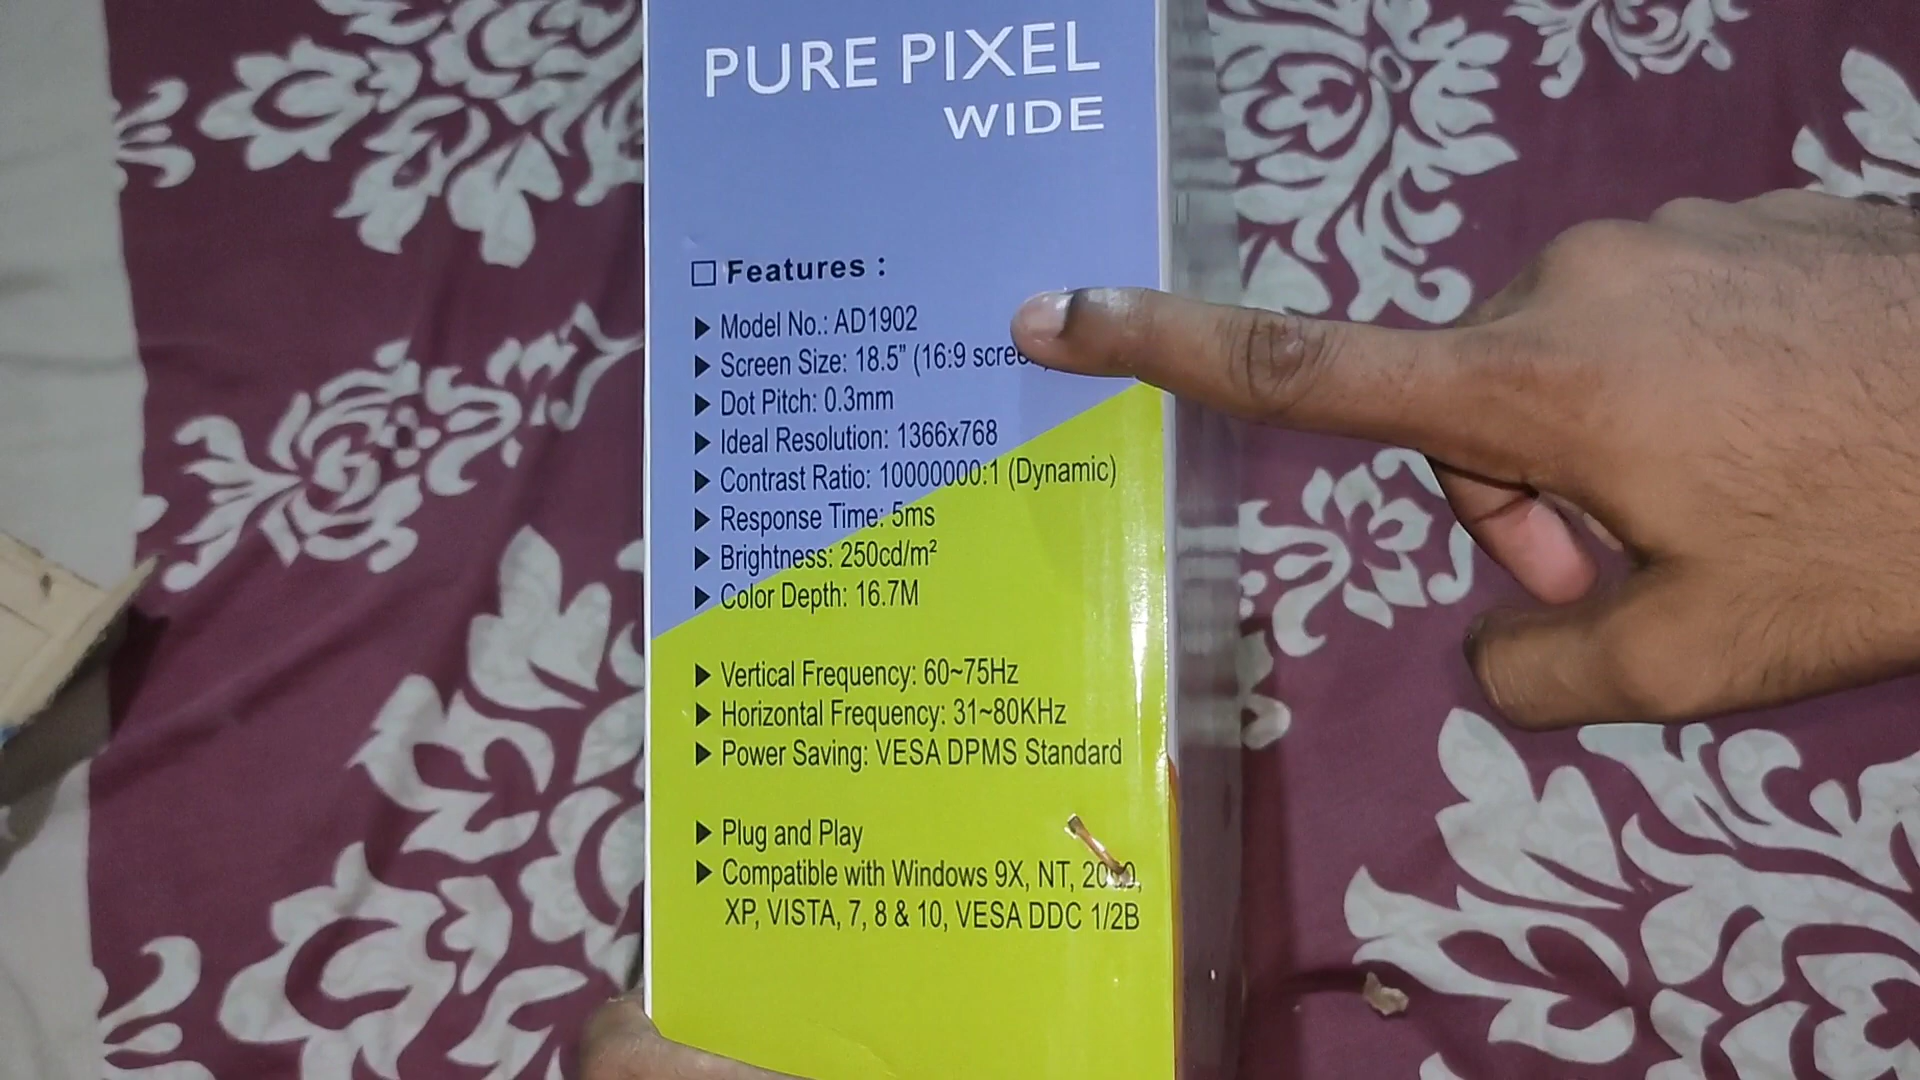 PURE PIXEL
WIDE
Features :
Model No.: AD1902
Screen Size: 18.5" (16:9
Dot Pitch: 0.3mm
Ideal Resolution: 1366x768
Contrast Ratio: 10000000:1 (Dynamic)
Response Time: 5ms
Brightness: 250cd/m²
Color Depth: 16.7M
Vertical Frequency: 60~75Hz
Horizontal Frequency: 31~80KHz
Power Saving: VESA DPMS Standard
Plug and Play
Compatible with Windows 9X, NT, 2000,
XP, VISTA, 7, 8 & 10, VESA DDC 1/2B